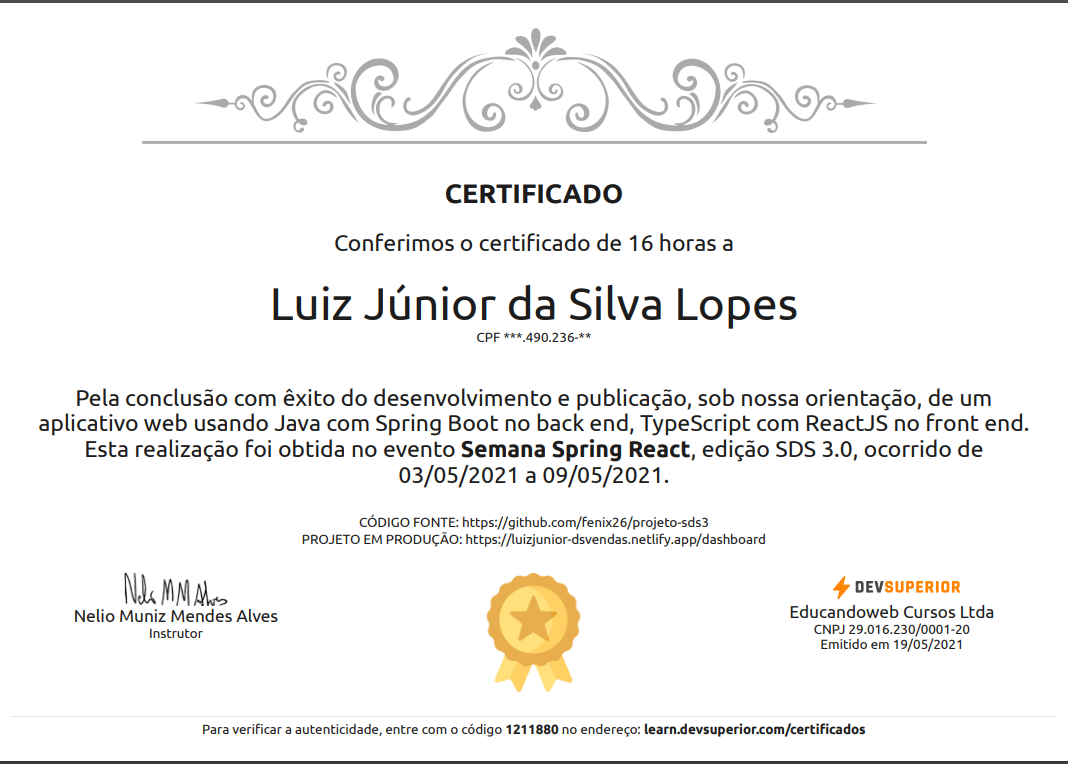 CERTIFICADO
Conferimos o certificado de 16 horas a
Luiz Júnior da Silva Lopes
CPF ***.490.236-**
Pela conclusão com êxito do desenvolvimento e publicação, sob nossa orientação, de um
aplicativo web usando Java com Spring Boot no back end, TypeScript com ReactJS no front end.
Esta realização foi obtida no evento Semana Spring React, edição SDS 3.0, ocorrido de
03/05/2021 a 09/05/2021.
CÓDIGO FONTE: https://github.com/fenix26/projeto-sds3
PROJETO EM PRODUÇÃO: https://luizjunior-dsvendas.netlify.app/dashboard
Nelio M M Alves
Nelio Muniz Mendes Alves
Instrutor
DEVSUPERIOR
Educandoweb Cursos Ltda
CNPJ 29.016.230/0001-20
Emitido em 19/05/2021
Para verificar a autenticidade, entre com o código 1211880 no endereço: learn.devsuperior.com/certificados